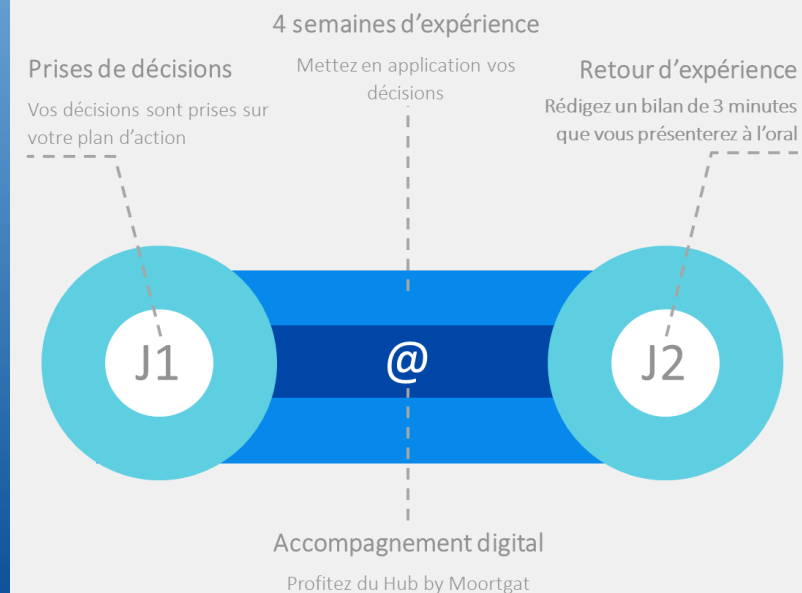 4 semaines d’expérience
Mettez en application vos
décisions
Prises de décisions
Vos décisions sont prises sur
votre plan d’action
Retour d’expérience
Rédigez un bilan de 3 minutes
que vous présenterez à l’oral
J1
@
J2
Accompagnement digital
Profitez du Hub by Moortgat